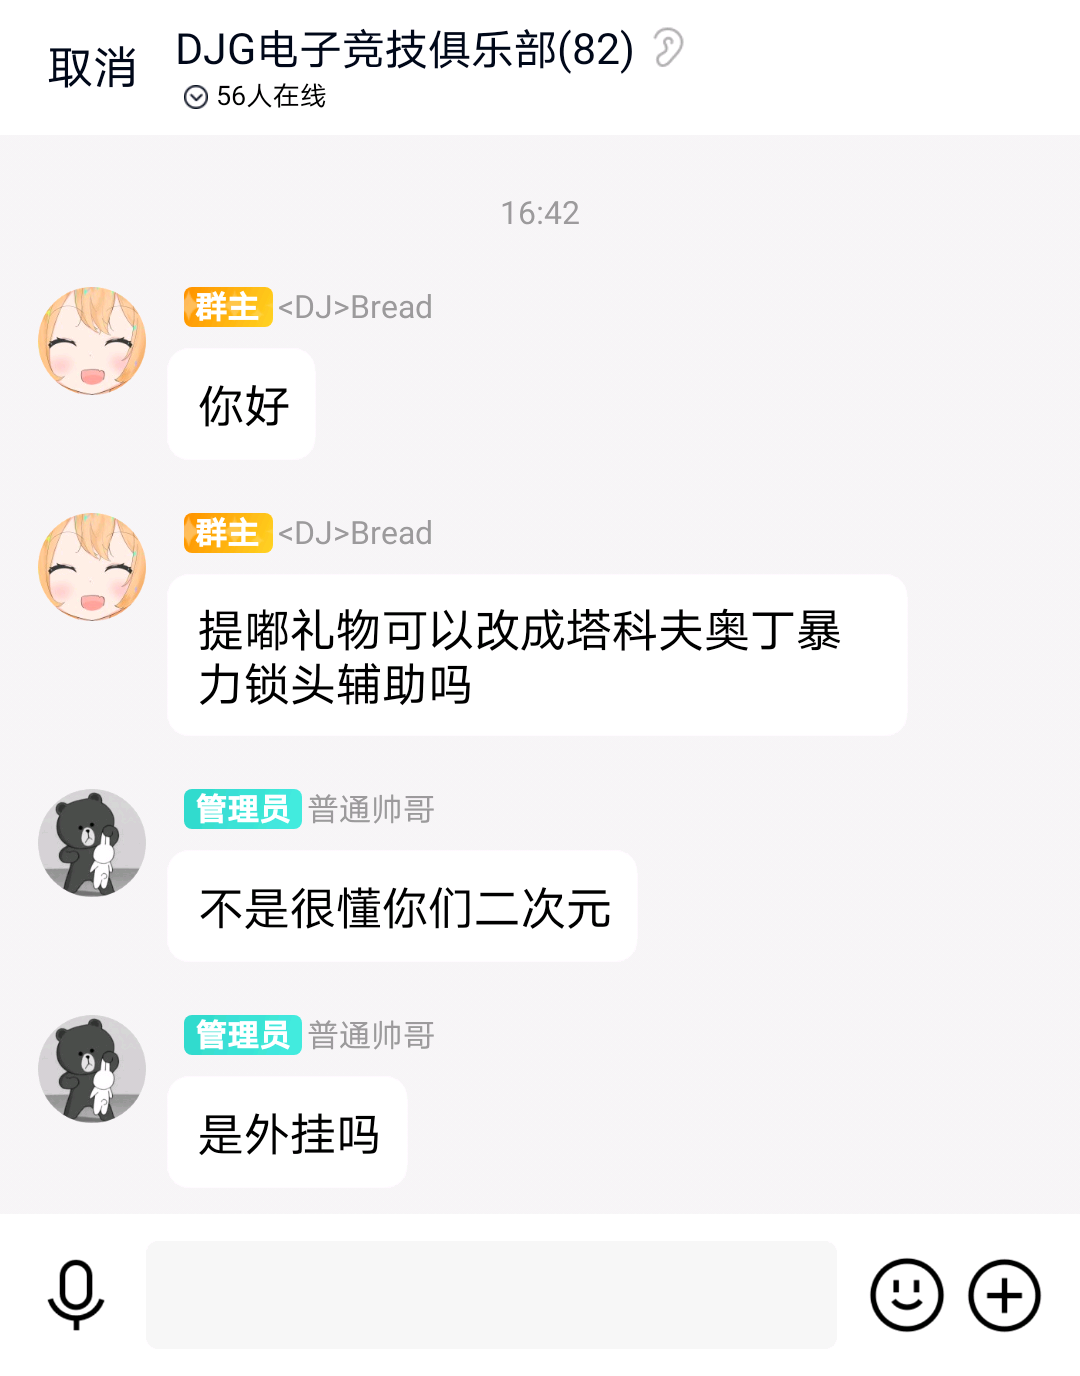 取消
DJG电子竞技俱乐部(82)
56人在线
16:42
群主 <DJ>Bread
你好
群主 <DJ>Bread
提嘟礼物可以改成塔科夫奥丁暴
力锁头辅助吗
管理员 普通帅哥
不是很懂你们二次元
管理员 普通帅哥
是外挂吗